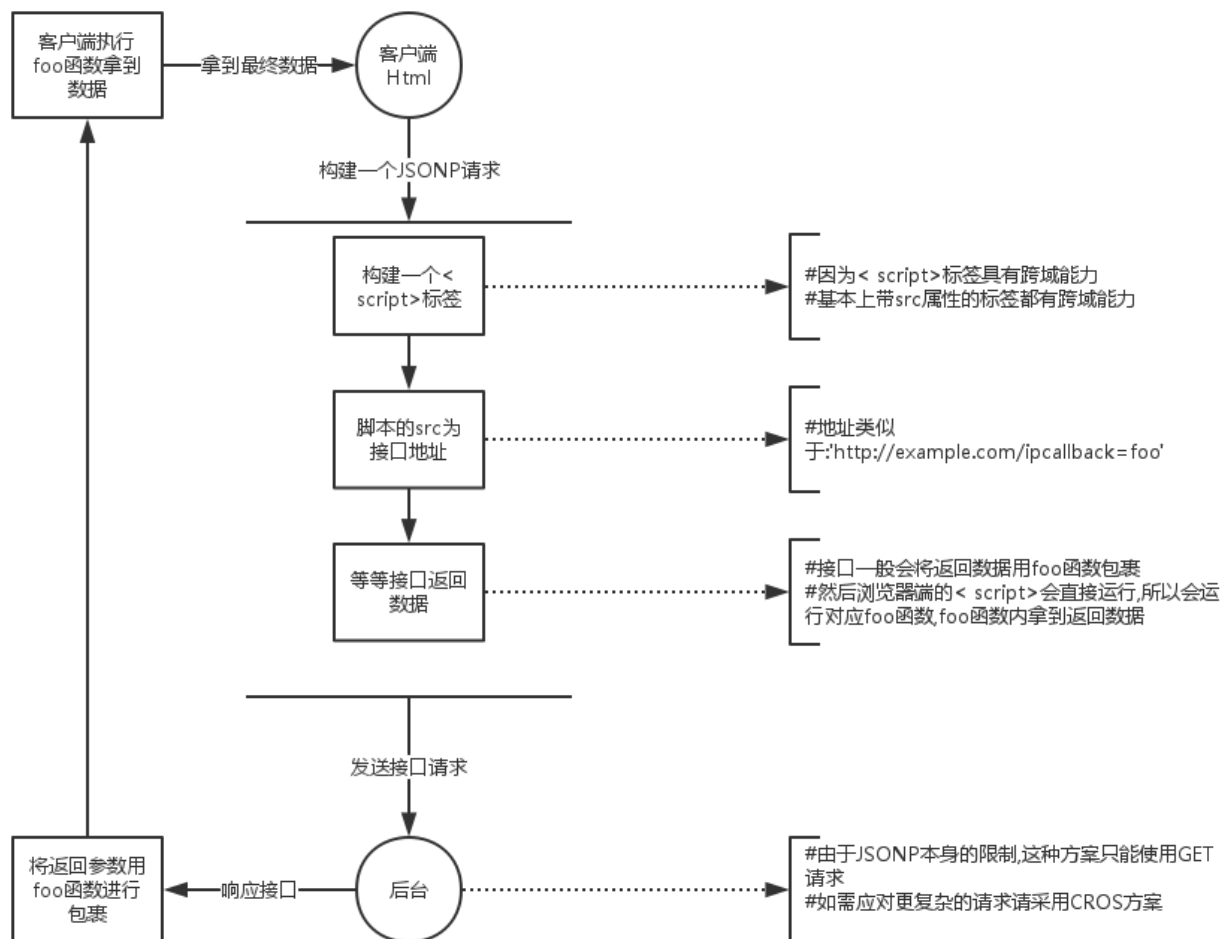 客户端执行
foo函数拿到
数据
拿到最终数据
客户端
Html
构建一个JSONP请求
构建一个<
script>标签
#因为< script>标签具有跨域能力
#基本上带src属性的标签都有跨域能力
脚本的src为
接口地址
#地址类似
于:'http://example.com/ipcallback=foo'
等等接口返回
数据
#接口一般会将返回数据用foo函数包裹
#然后浏览器端的< script>会直接运行,所以会运
行对应foo函数,foo函数内拿到返回数据
发送接口请求
将返回参数用
foo函数进行
包裹
响应接口
后台
#由于JSONP本身的限制,这种方案只能使用GET
请求
#如需应对更复杂的请求请采用CROS方案